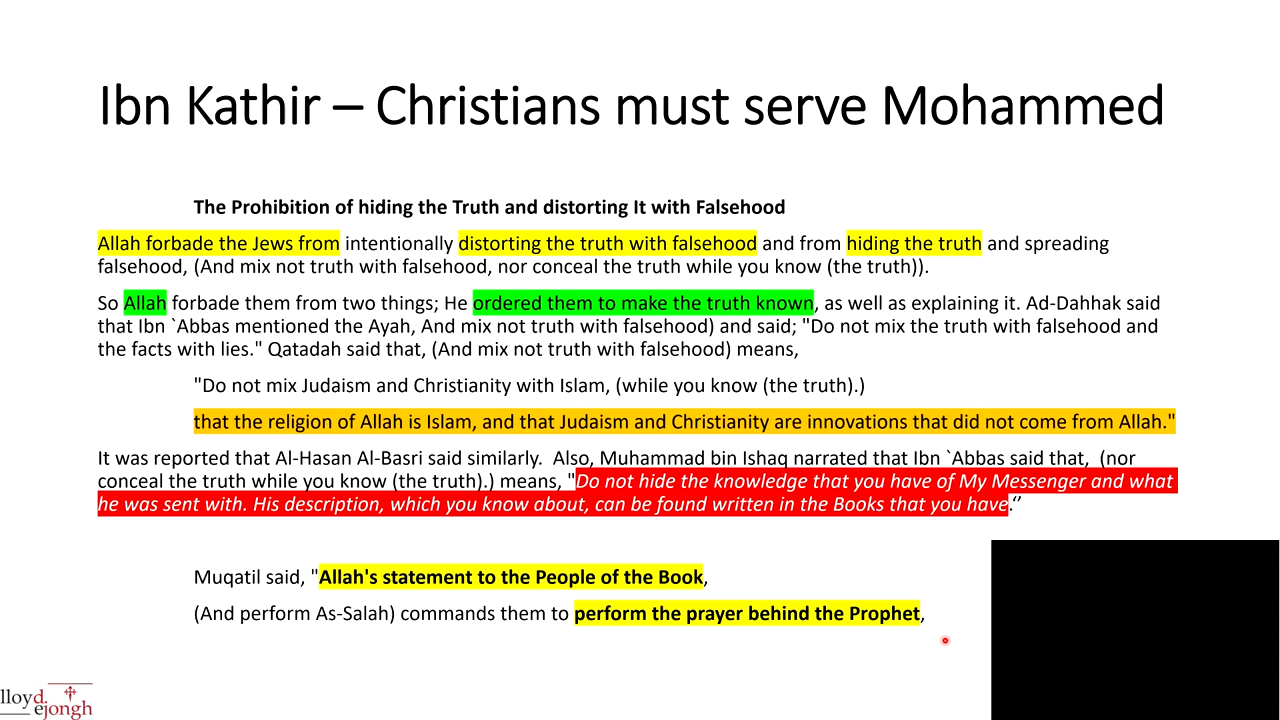 Ibn Kathir – Christians must serve Mohammed
The Prohibition of hiding the Truth and distorting It with Falsehood
Allah forbade the Jews from intentionally distorting the truth with falsehood and from hiding the truth and spreading
falsehood, (And mix not truth with falsehood, nor conceal the truth while you know (the truth)).
So Allah forbade them from two things; He ordered them to make the truth known, as well as explaining it. Ad-Dahhak said
that Ibn `Abbas mentioned the Ayah, And mix not truth with falsehood) and said; "Do not mix the truth with falsehood and
the facts with lies." Qatadah said that, (And mix not truth with falsehood) means,
"Do not mix Judaism and Christianity with Islam, (while you know (the truth).)
that the religion of Allah is Islam, and that Judaism and Christianity are innovations that did not come from Allah."
It was reported that Al-Hasan Al-Basri said similarly. Also, Muhammad bin Ishaq narrated that Ibn `Abbas said that, (nor
conceal the truth while you know (the truth).) means, "Do not hide the knowledge that you have of My Messenger and what
he was sent with. His description, which you know about, can be found written in the Books that you have.‘’
Muqatil said, "Allah's statement to the People of the Book,
(And perform As-Salah) commands them to perform the prayer behind the Prophet,
lloyd
ejongh